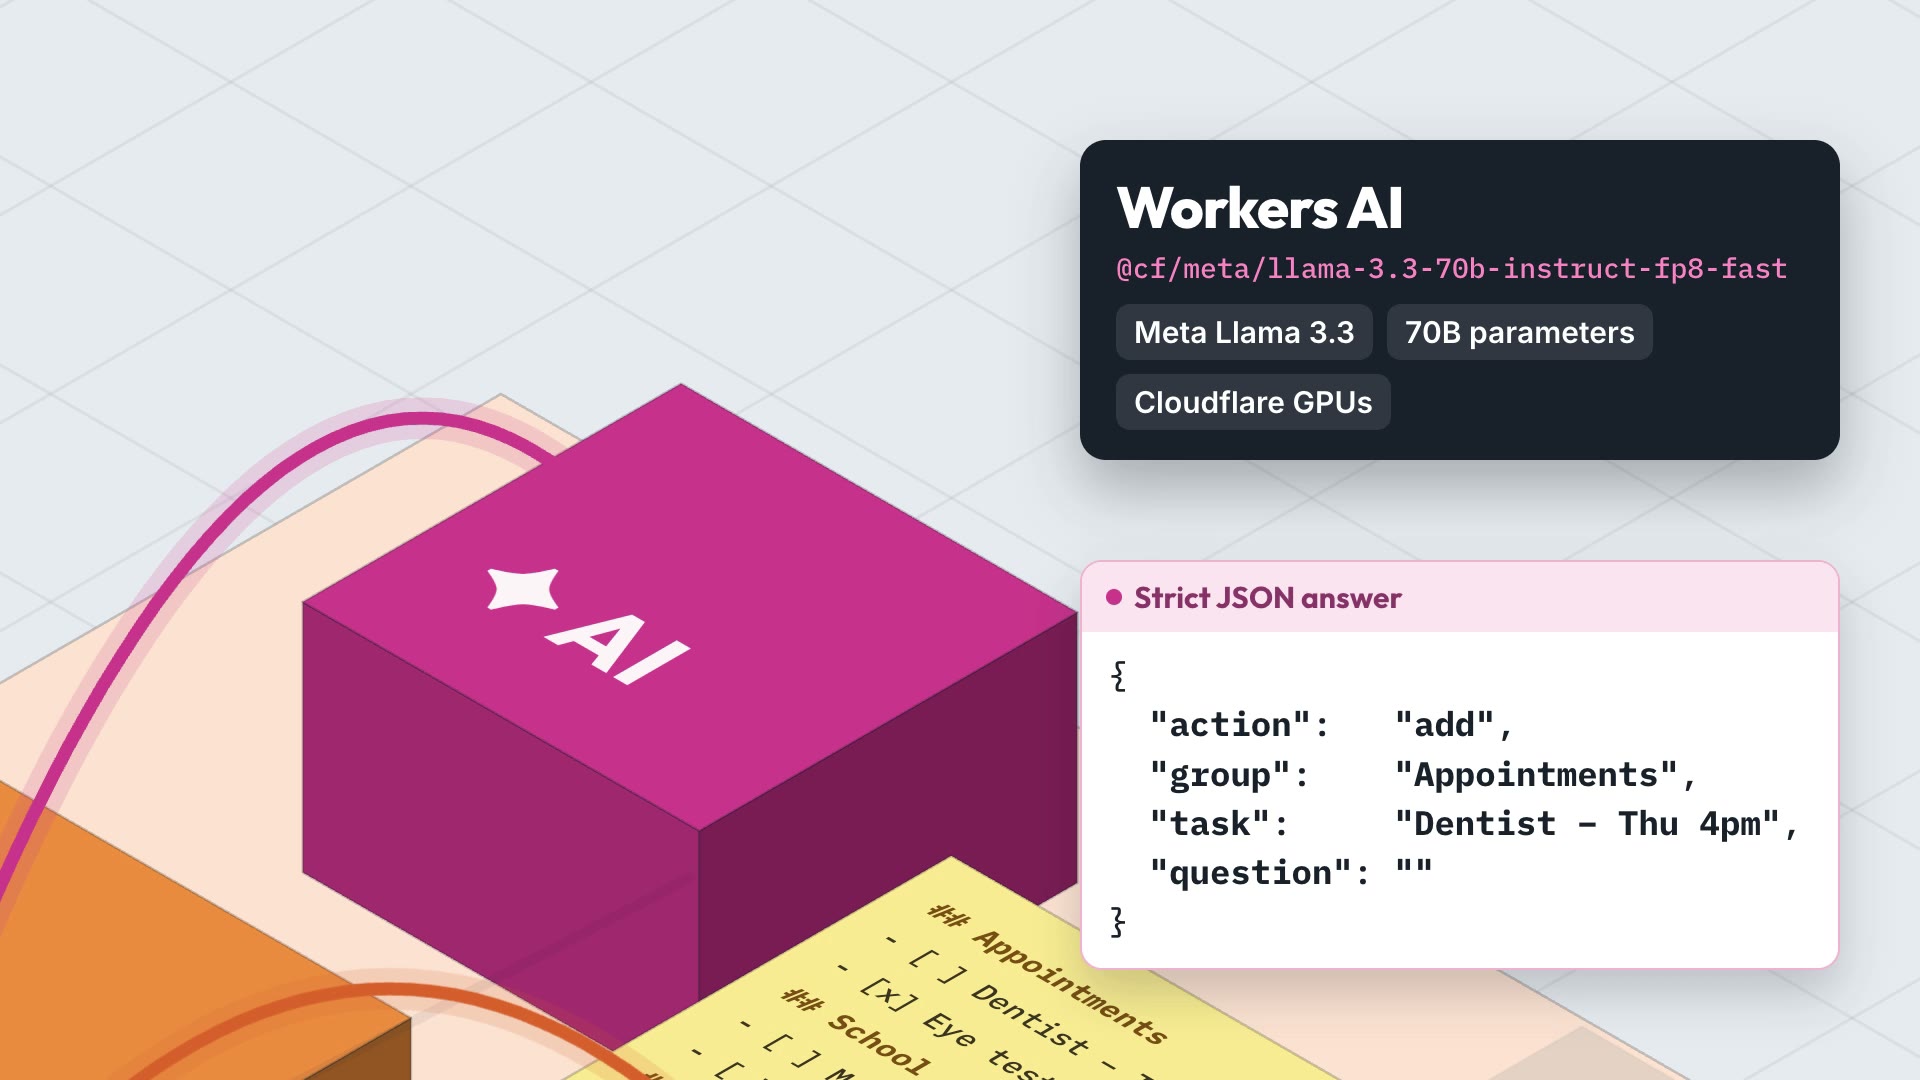 Workers AI
@cf/meta/llama-3.3-70b-instruct-fp8-fast
Meta Llama 3.3
70B parameters
Cloudflare GPUs
AI
Strict JSON answer
{
"action": "add",
"group": "Appointments",
"task": "Dentist – Thu 4pm",
"question": ""
}
## Appointments
- [ ] Dentist –
- [x] Eye
## School
- [ ]
- [